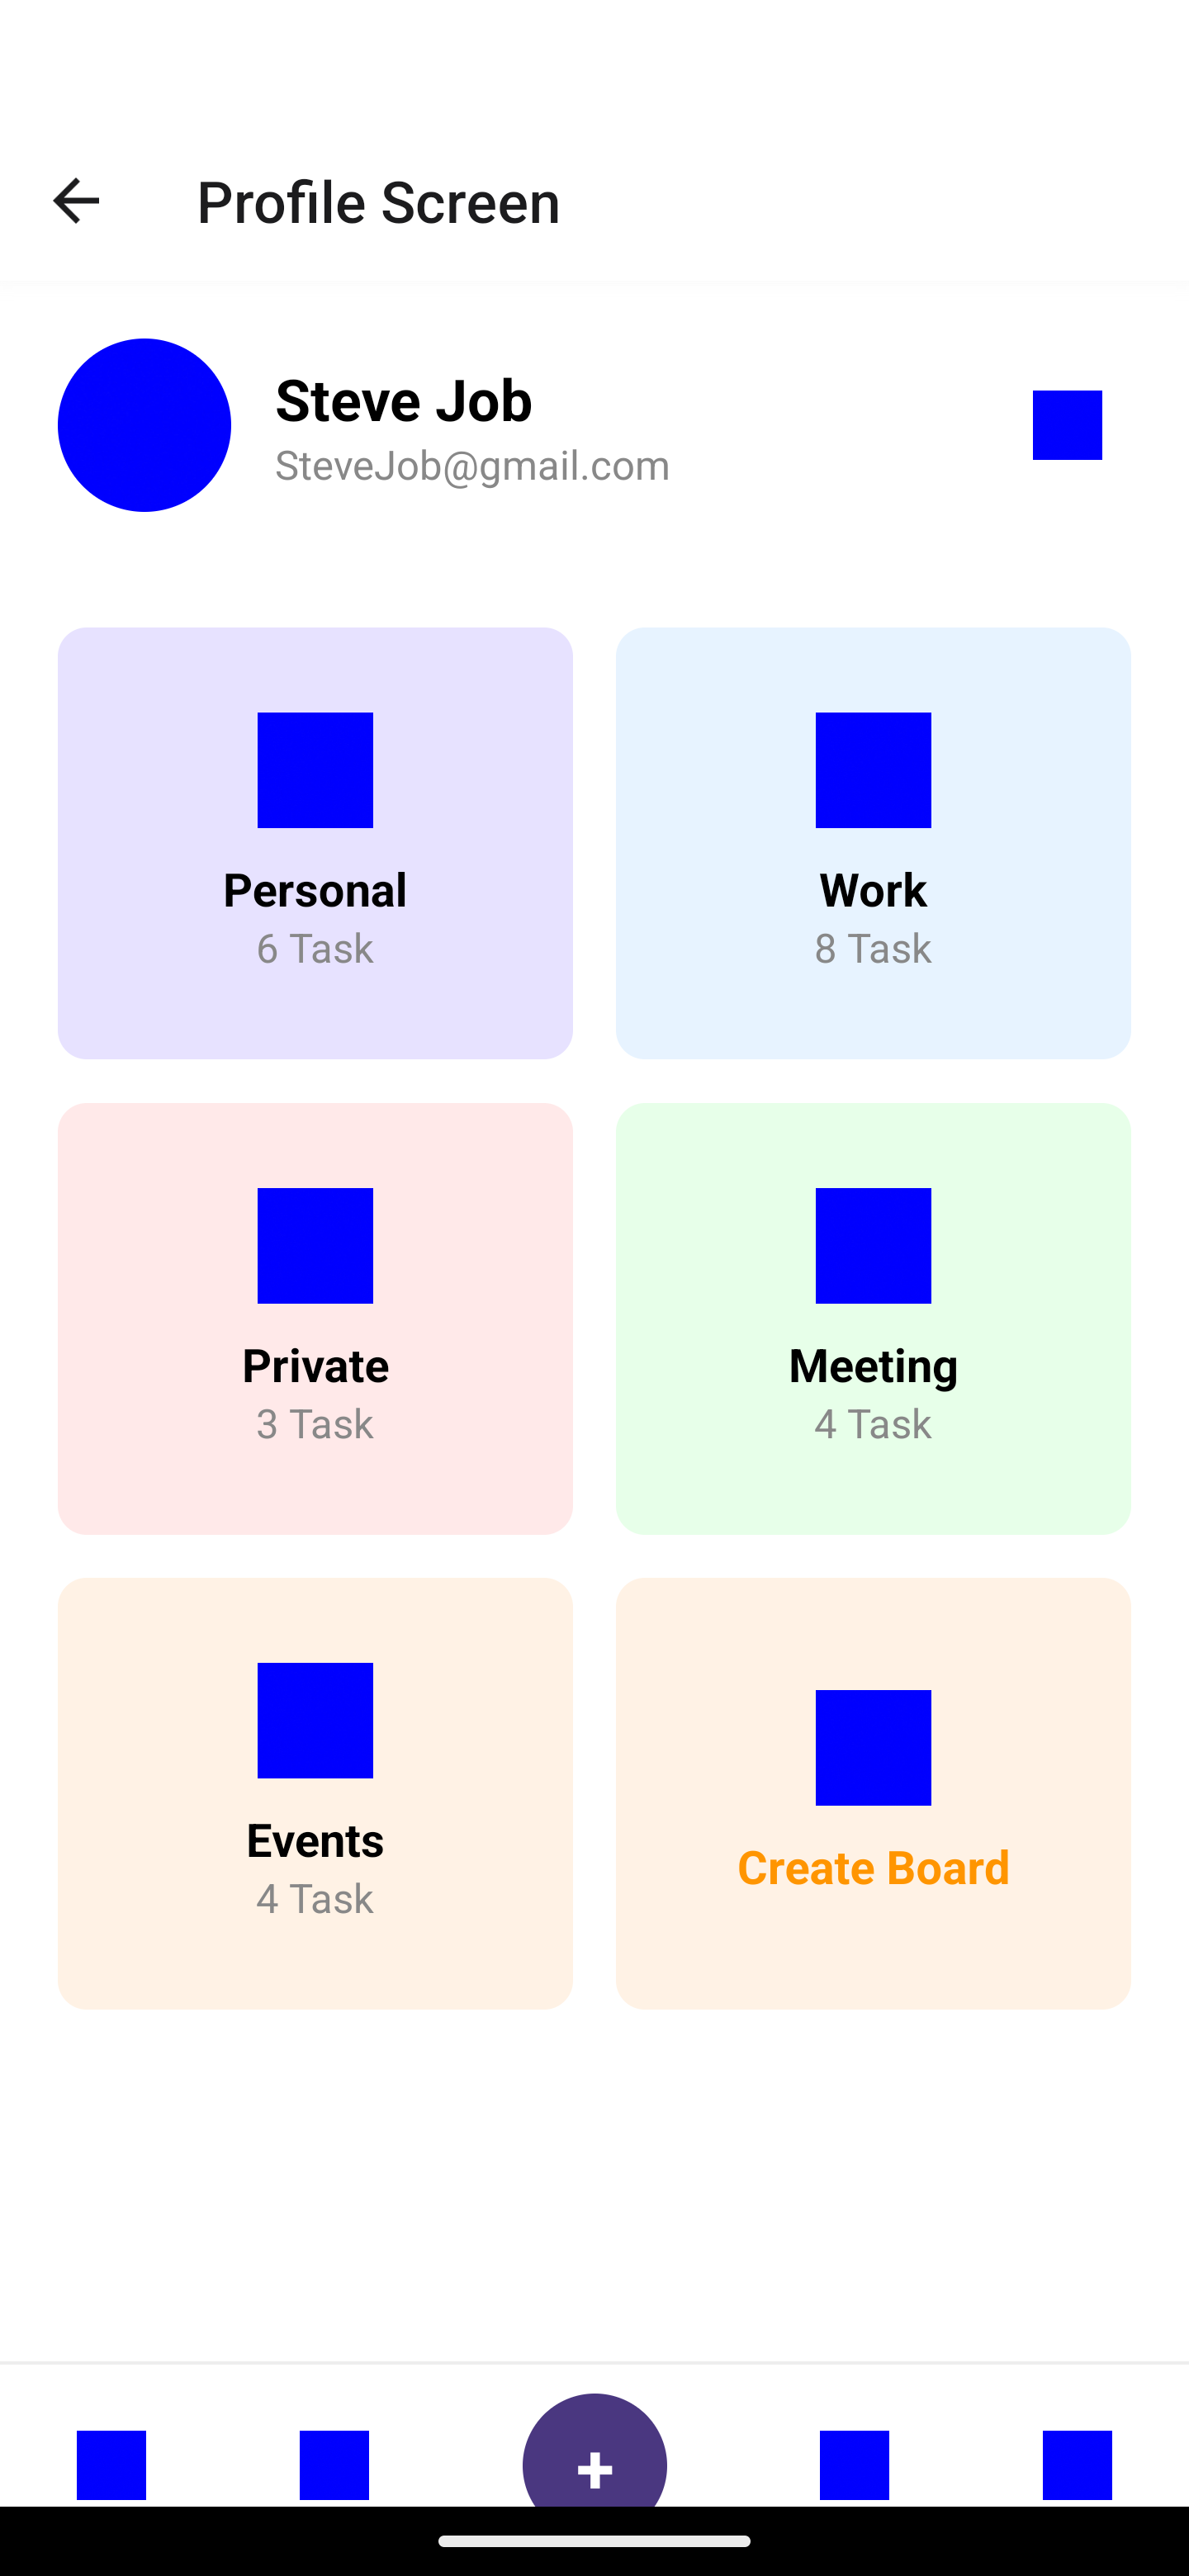 Profile Screen
Steve Job
SteveJob@gmail.com
Personal
6 Task
Work
8 Task
Private
3 Task
Meeting
4 Task
Events
4 Task
Create Board
+